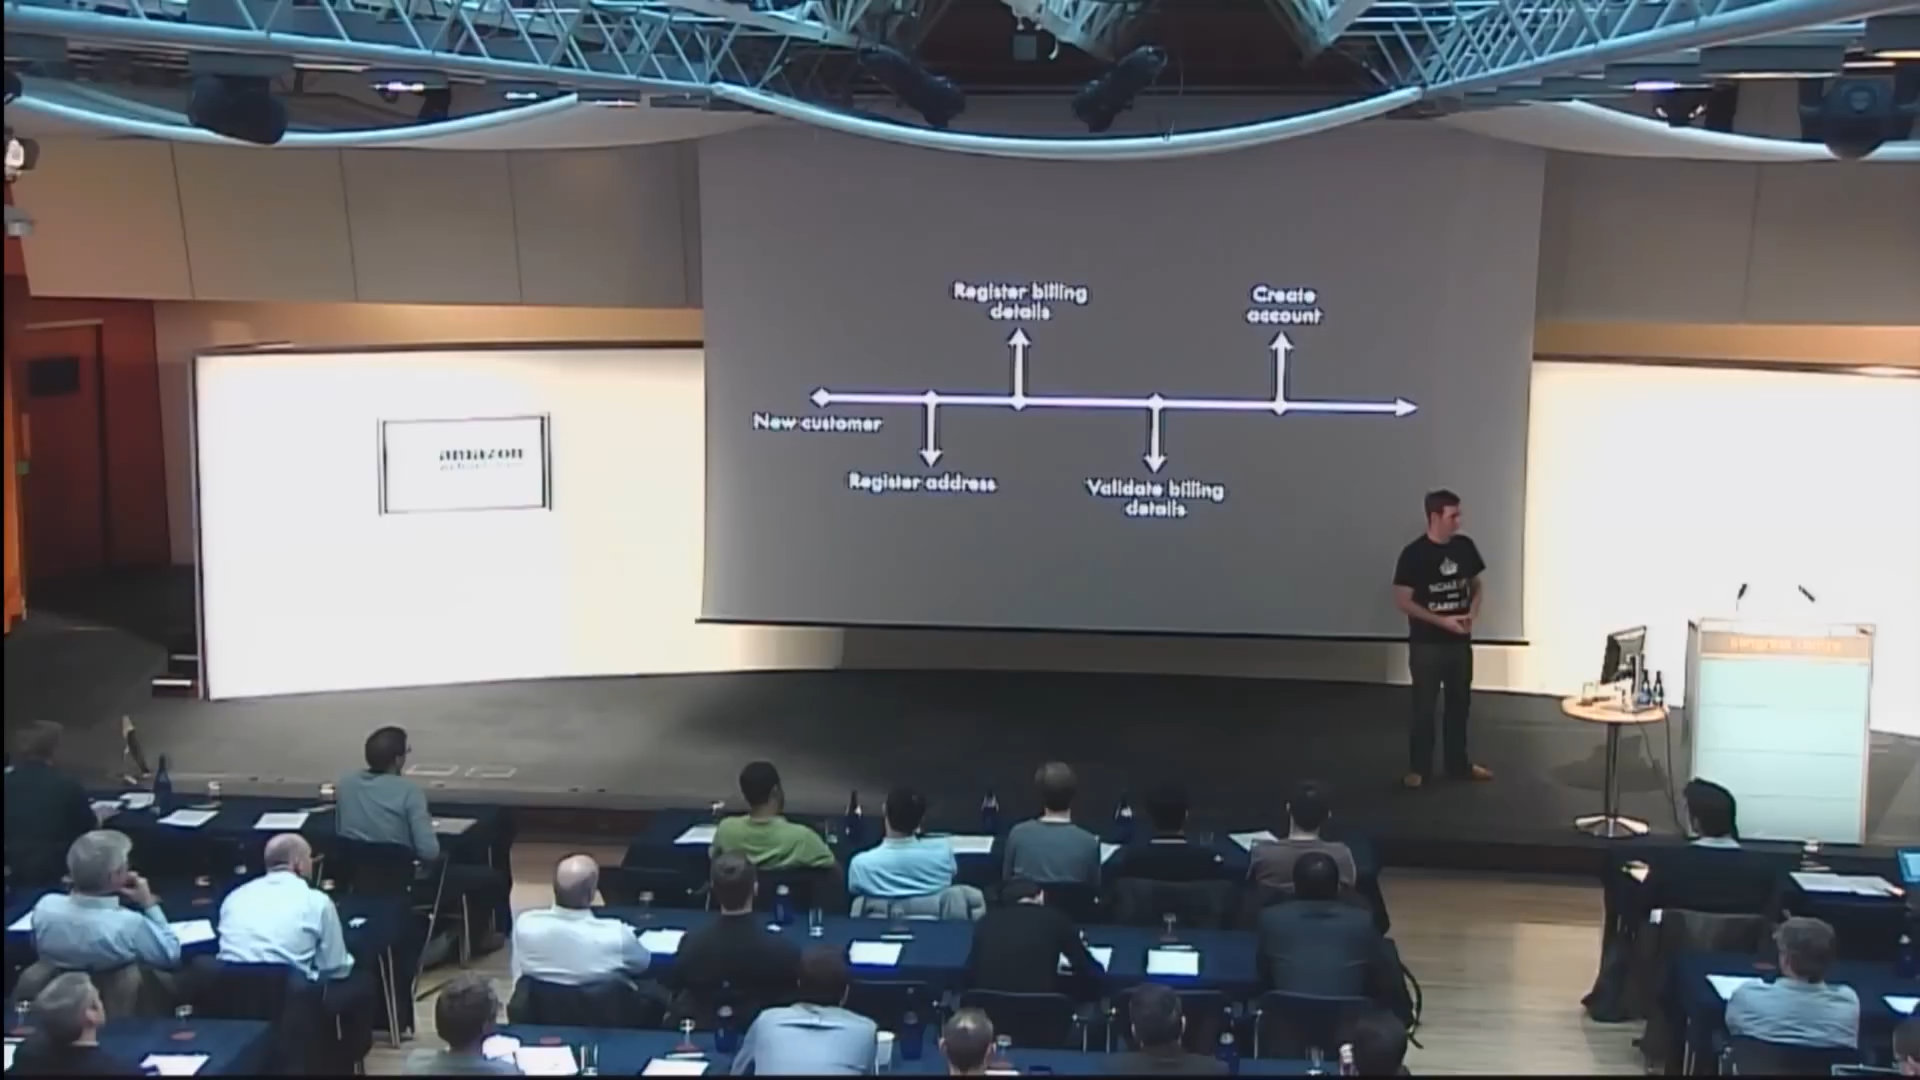 Register billing
details
Create
account
New customer
Register address
Validate billing
details
amazon